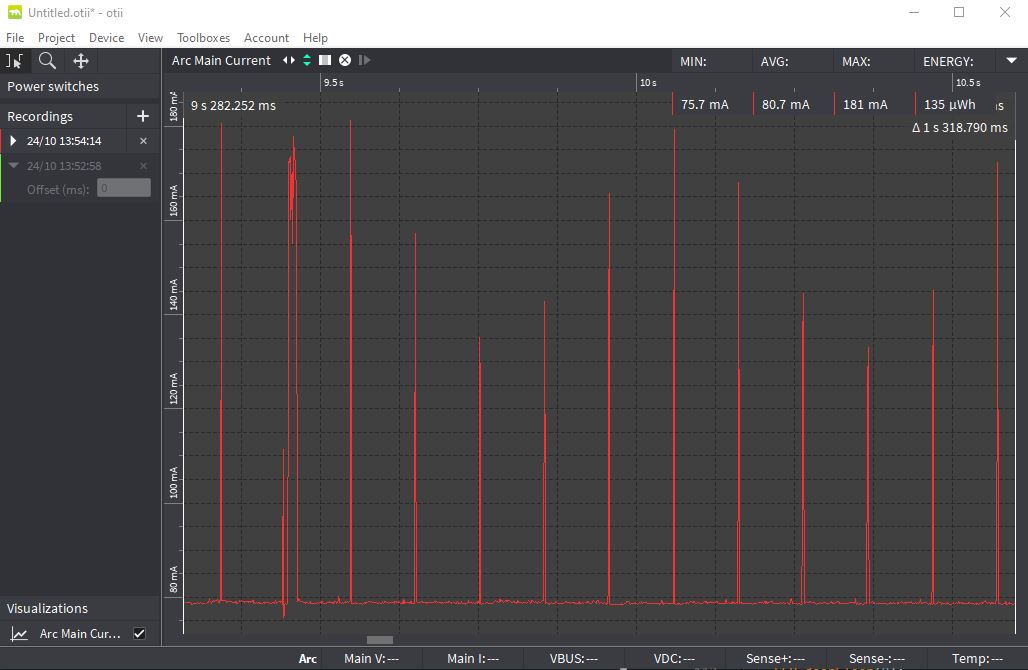 Untitled.otii* - otii
File Project Device View Toolboxes Account Help
Arc Main Current MIN: AVG: MAX: ENERGY:
Power switches
9.5 s 10 s 10.5 s
Recordings
9 s 282.252 ms 75.7 mA 80.7 mA 181 mA 135 µWh
Δ 1 s 318.790 ms
24/10 13:54:14
24/10 13:52:58
Offset (ms): 0
180 mA
160 mA
140 mA
120 mA
100 mA
80 mA
Visualizations
Arc Main Cur...
Arc Main V:--- Main I:--- VBUS:--- VDC:--- Sense+:--- Sense-:--- Temp:---